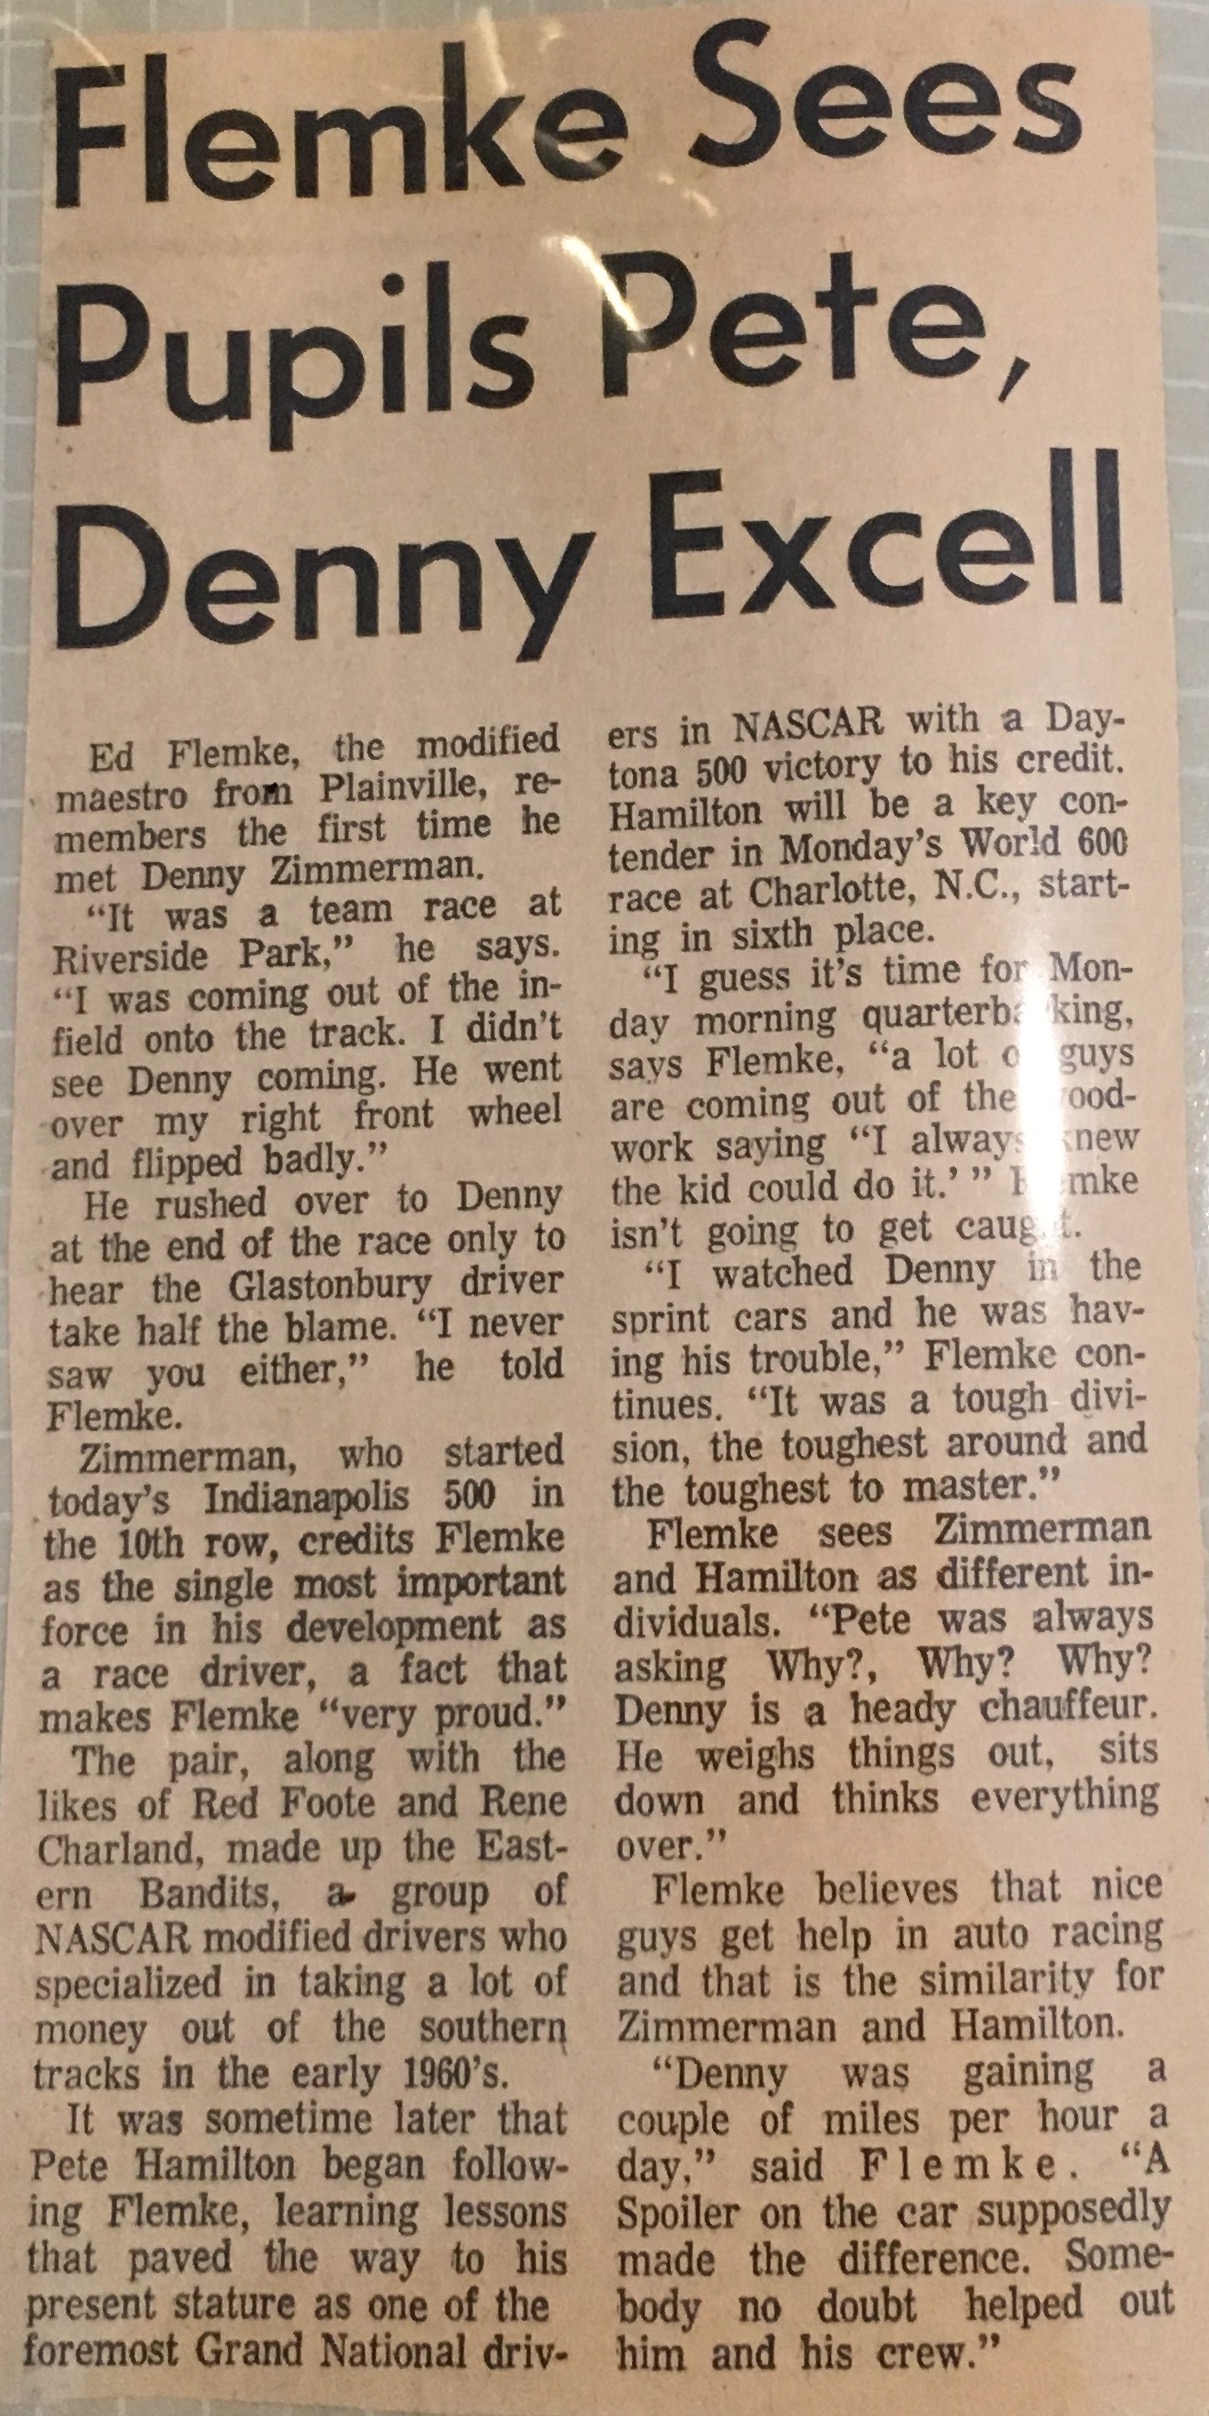 Flemke Sees
Pupils Pete,
Denny Excell
Ed Flemke, the modified
maestro from Plainville, re-
members the first time he
met Denny Zimmerman.
"It was a team race at
Riverside Park," he says.
"I was coming out of the in-
field onto the track. I didn't
see Denny coming. He went
over my right front wheel
and flipped badly."
He rushed over to Denny
at the end of the race only to
hear the Glastonbury driver
take half the blame. "I never
saw you either," he told
Flemke.
Zimmerman, who started
today's Indianapolis 500 in
the 10th row, credits Flemke
as the single most important
force in his development as
a race driver, a fact that
makes Flemke "very proud."
The pair, along with the
likes of Red Foote and Rene
Charland, made up the East-
ern Bandits, a group of
NASCAR modified drivers who
specialized in taking a lot of
money out of the southern
tracks in the early 1960's.
It was sometime later that
Pete Hamilton began follow-
ing Flemke, learning lessons
that paved the way to his
present stature as one of the
foremost Grand National driv-
ers in NASCAR with a Day-
tona 500 victory to his credit.
Hamilton will be a key con-
tender in Monday's World 600
race at Charlotte, N.C., start-
ing in sixth place.
"I guess it's time for Mon-
day morning quarterbacking,
says Flemke, "a lot of guys
are coming out of the wood-
work saying "I always knew
the kid could do it.' " Flemke
isn't going to get caught.
"I watched Denny in the
sprint cars and he was hav-
ing his trouble," Flemke con-
tinues. "It was a tough divi-
sion, the toughest around and
the toughest to master."
Flemke sees Zimmerman
and Hamilton as different in-
dividuals. "Pete was always
asking Why?, Why? Why?
Denny is a heady chauffeur.
He weighs things out, sits
down and thinks everything
over."
Flemke believes that nice
guys get help in auto racing
and that is the similarity for
Zimmerman and Hamilton.
"Denny was gaining a
couple of miles per hour a
day," said Flemke. "A
Spoiler on the car supposedly
made the difference. Some-
body no doubt helped out
him and his crew."